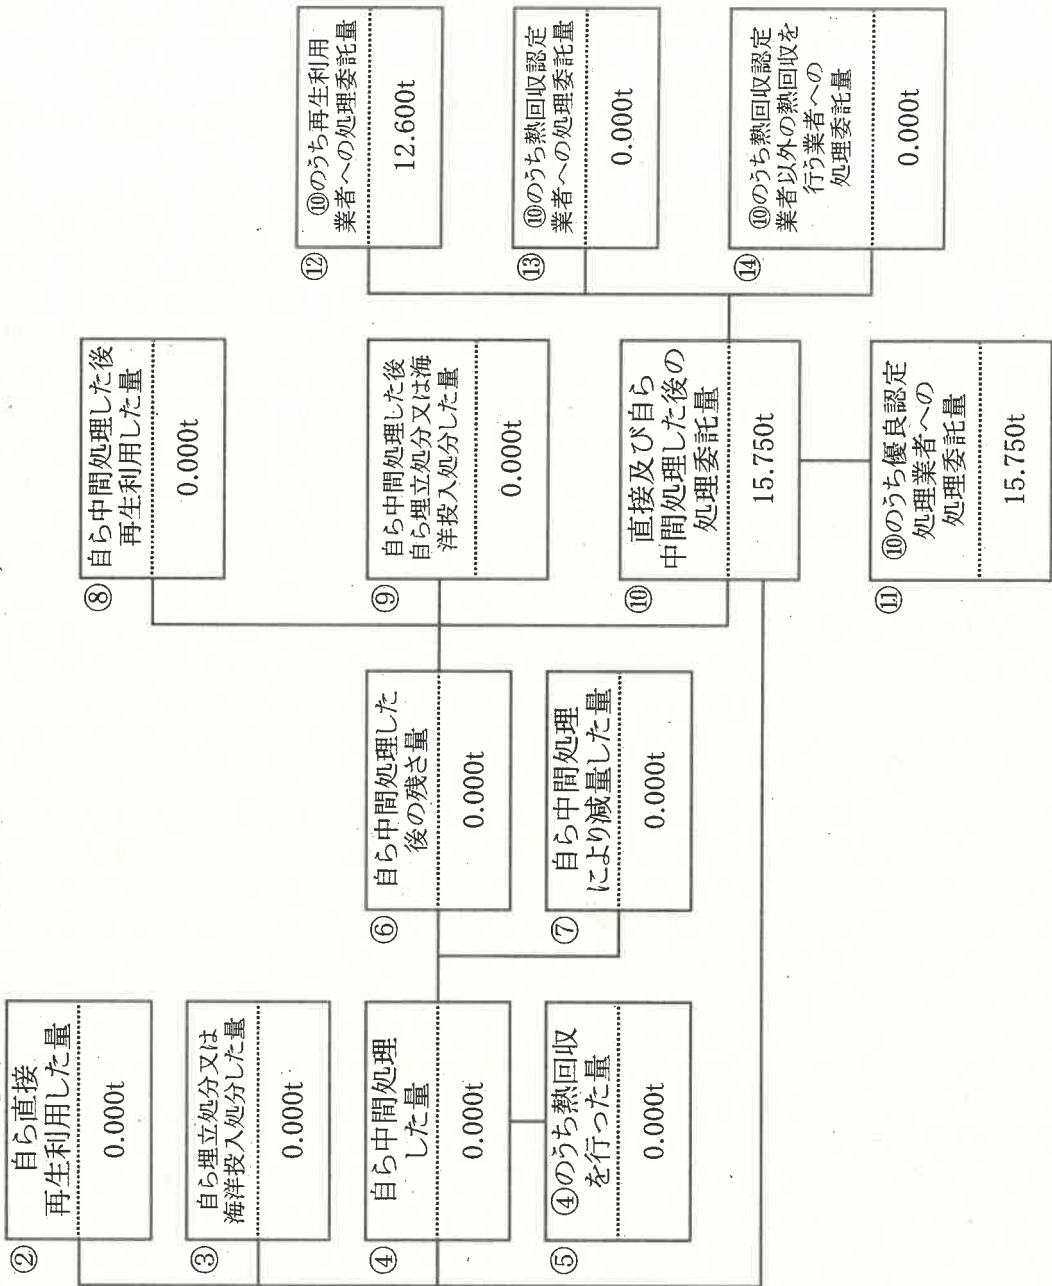 ②
自ら直接
再生利用した量
0.000t
③
自ら埋立処分又は
海洋投入処分した量
0.000t
④
自ら中間処理
した量
0.000t
⑤
④のうち熱回収
を行った量
0.000t
⑥
自ら中間処理した
後の残さ量
0.000t
⑦
自ら中間処理
により減量した量
0.000t
⑧
自ら中間処理した後
再生利用した量
0.000t
⑨
自ら中間処理した後
自ら埋立処分又は海
洋投入処分した量
0.000t
⑩
直接及び自ら
中間処理した後の
処理委託量
15.750t
⑪
⑩のうち優良認定
処理業者への
処理委託量
15.750t
⑫
⑩のうち再生利用
業者への処理委託量
12.600t
⑬
⑩のうち熱回収認定
業者への処理委託量
0.000t
⑭
⑩のうち熱回収認定
業者以外の熱回収を
行う業者への
処理委託量
0.000t